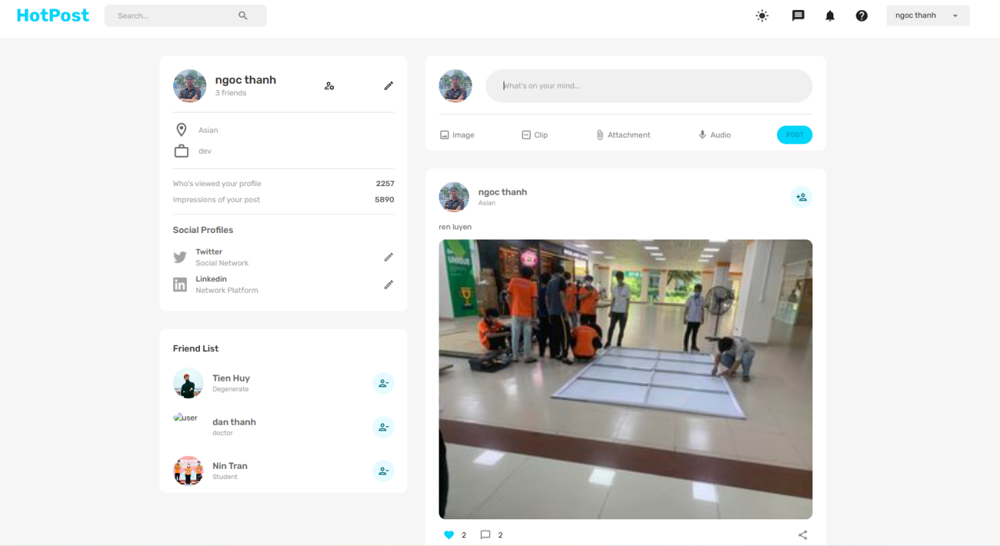 HotPost
Search...
ngoc thanh
ngoc thanh
3 friends
Asian
dev
Who's viewed your profile 2257
Impressions of your post 5890
Social Profiles
Twitter
Social Network
Linkedin
Network Platform
Friend List
Tien Huy
Degenerate
user
dan thanh
doctor
Nin Tran
Student
What's on your mind...
Image Clip Attachment Audio POST
ngoc thanh
Asian
ren luyen
UNIQUE
2 2